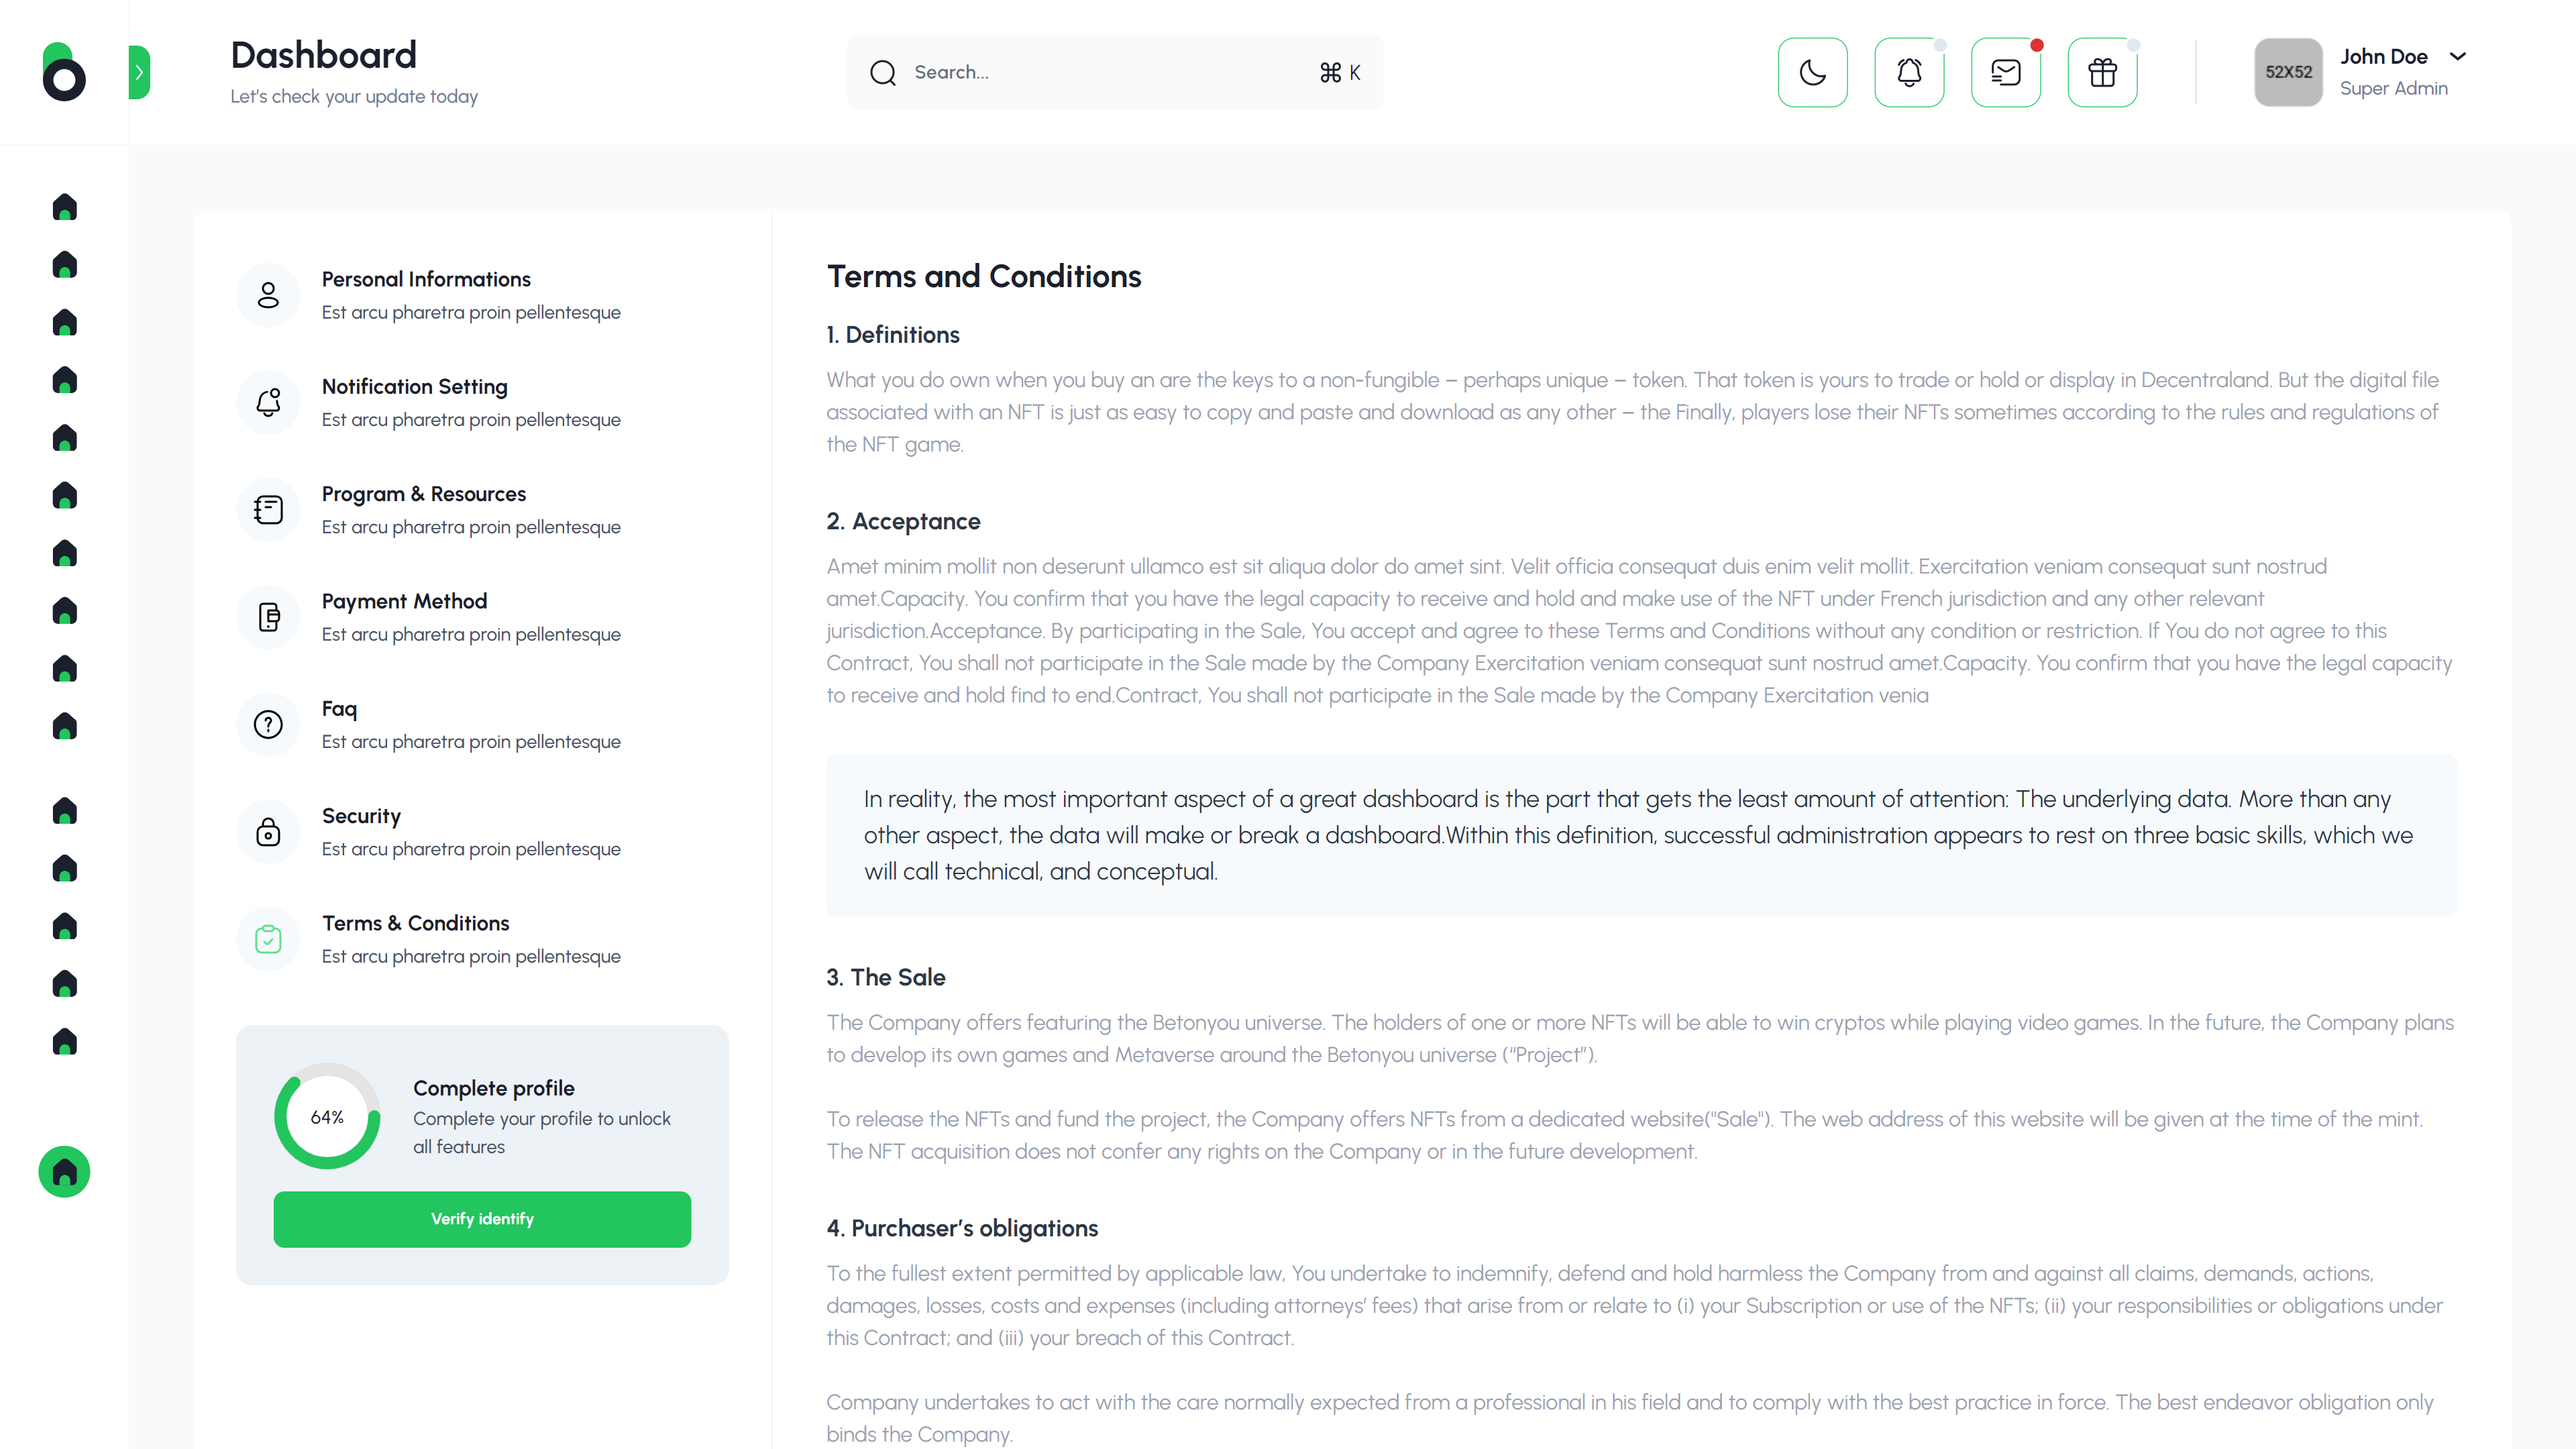 Dashboard
Let's check your update today
Search...
⌘ K
52X52
John Doe
Super Admin
Personal Informations
Est arcu pharetra proin pellentesque
Notification Setting
Est arcu pharetra proin pellentesque
Program & Resources
Est arcu pharetra proin pellentesque
Payment Method
Est arcu pharetra proin pellentesque
Faq
Est arcu pharetra proin pellentesque
Security
Est arcu pharetra proin pellentesque
Terms & Conditions
Est arcu pharetra proin pellentesque
64%
Complete profile
Complete your profile to unlock
all features
Verify identify
Terms and Conditions
1. Definitions
What you do own when you buy an are the keys to a non-fungible – perhaps unique – token. That token is yours to trade or hold or display in Decentraland. But the digital file
associated with an NFT is just as easy to copy and paste and download as any other – the Finally, players lose their NFTs sometimes according to the rules and regulations of
the NFT game.
2. Acceptance
Amet minim mollit non deserunt ullamco est sit aliqua dolor do amet sint. Velit officia consequat duis enim velit mollit. Exercitation veniam consequat sunt nostrud
amet.Capacity. You confirm that you have the legal capacity to receive and hold and make use of the NFT under French jurisdiction and any other relevant
jurisdiction.Acceptance. By participating in the Sale, You accept and agree to these Terms and Conditions without any condition or restriction. If You do not agree to this
Contract, You shall not participate in the Sale made by the Company Exercitation veniam consequat sunt nostrud amet.Capacity. You confirm that you have the legal capacity
to receive and hold find to end.Contract, You shall not participate in the Sale made by the Company Exercitation venia
In reality, the most important aspect of a great dashboard is the part that gets the least amount of attention: The underlying data. More than any
other aspect, the data will make or break a dashboard.Within this definition, successful administration appears to rest on three basic skills, which we
will call technical, and conceptual.
3. The Sale
The Company offers featuring the Betonyou universe. The holders of one or more NFTs will be able to win cryptos while playing video games. In the future, the Company plans
to develop its own games and Metaverse around the Betonyou universe (“Project”).
To release the NFTs and fund the project, the Company offers NFTs from a dedicated website("Sale"). The web address of this website will be given at the time of the mint.
The NFT acquisition does not confer any rights on the Company or in the future development.
4. Purchaser’s obligations
To the fullest extent permitted by applicable law, You undertake to indemnify, defend and hold harmless the Company from and against all claims, demands, actions,
damages, losses, costs and expenses (including attorneys’ fees) that arise from or relate to (i) your Subscription or use of the NFTs; (ii) your responsibilities or obligations under
this Contract; and (iii) your breach of this Contract.
Company undertakes to act with the care normally expected from a professional in his field and to comply with the best practice in force. The best endeavor obligation only
binds the Company.